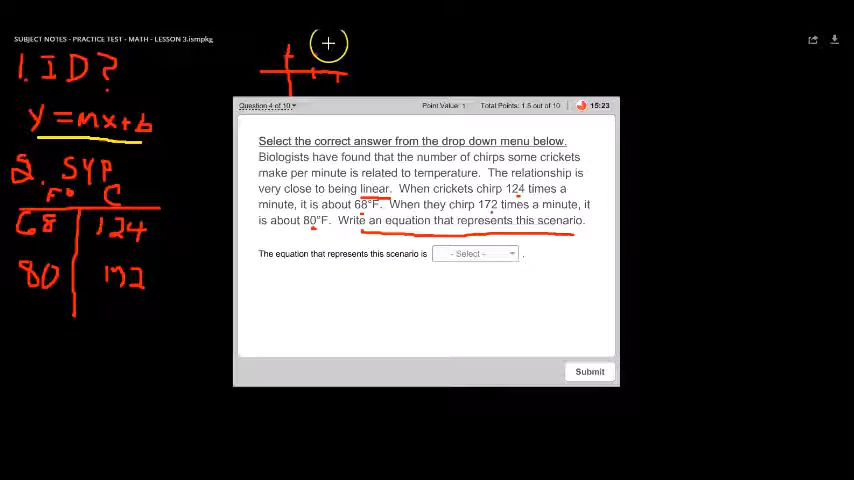 SUBJECT NOTES - PRACTICE TEST - MATH - LESSON 3.ismpkg
1. ID?
y = mx + b
2. SYP
F° C
68 124
80 172
Question 4 of 10 Point Value: 1 Total Points: 1.5 out of 10 15:23
Select the correct answer from the drop down menu below.
Biologists have found that the number of chirps some crickets
make per minute is related to temperature. The relationship is
very close to being linear. When crickets chirp 124 times a
minute, it is about 68°F. When they chirp 172 times a minute, it
is about 80°F. Write an equation that represents this scenario.
The equation that represents this scenario is - Select - .
Submit